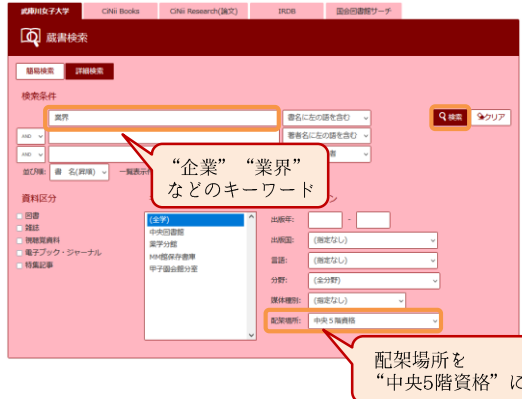 武庫川女子大学 CiNii Books CiNii Research(論文) IRDB 国会図書館サーチ
蔵書検索
簡易検索 詳細検索
検索条件
業界 書名に左の語を含む 検索 クリア
AND 著者名に左の語を含む
AND 者
並び順: 書 名(昇順) 一覧表示
“企業” “業界”
などのキーワード
資料区分 ン
図書
雑誌
視聴覚資料
電子ブック・ジャーナル
特集記事
(全学)
中央図書館
薬学分館
MM館保存書庫
甲子園会館分室
出版年: -
出版国: (指定なし)
言語: (指定なし)
分野: (全分野)
媒体種別: (指定なし)
配架場所: 中央５階資格
配架場所を
“中央5階資格” に